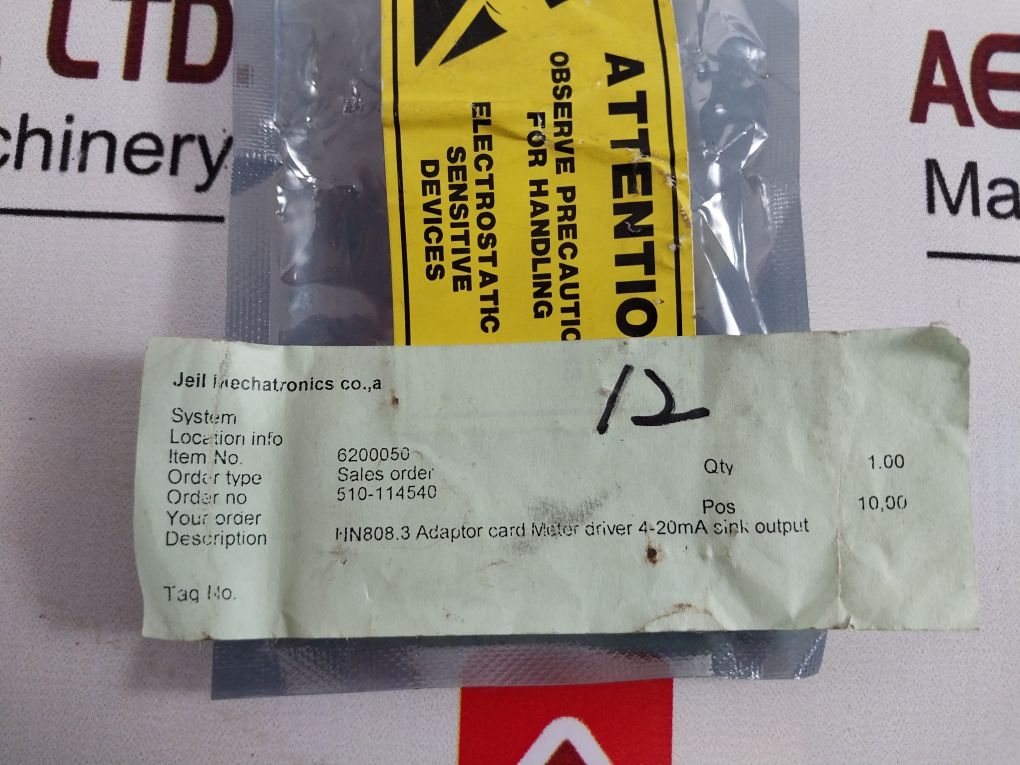 LTD
chinery
AE
Ma
ATTENTIO
OBSERVE PRECAUTIO
FOR HANDLING
ELECTROSTATIC
SENSITIVE
DEVICES
Jeil Mechatronics co.,a
12
System
Location info
Item No. 6200050 Qty 1.00
Order type Sales order
Order no 510-114540 Pos 10,00
Your order
Description HN808.3 Adaptor card Meter driver 4-20mA sink output
Tag No.